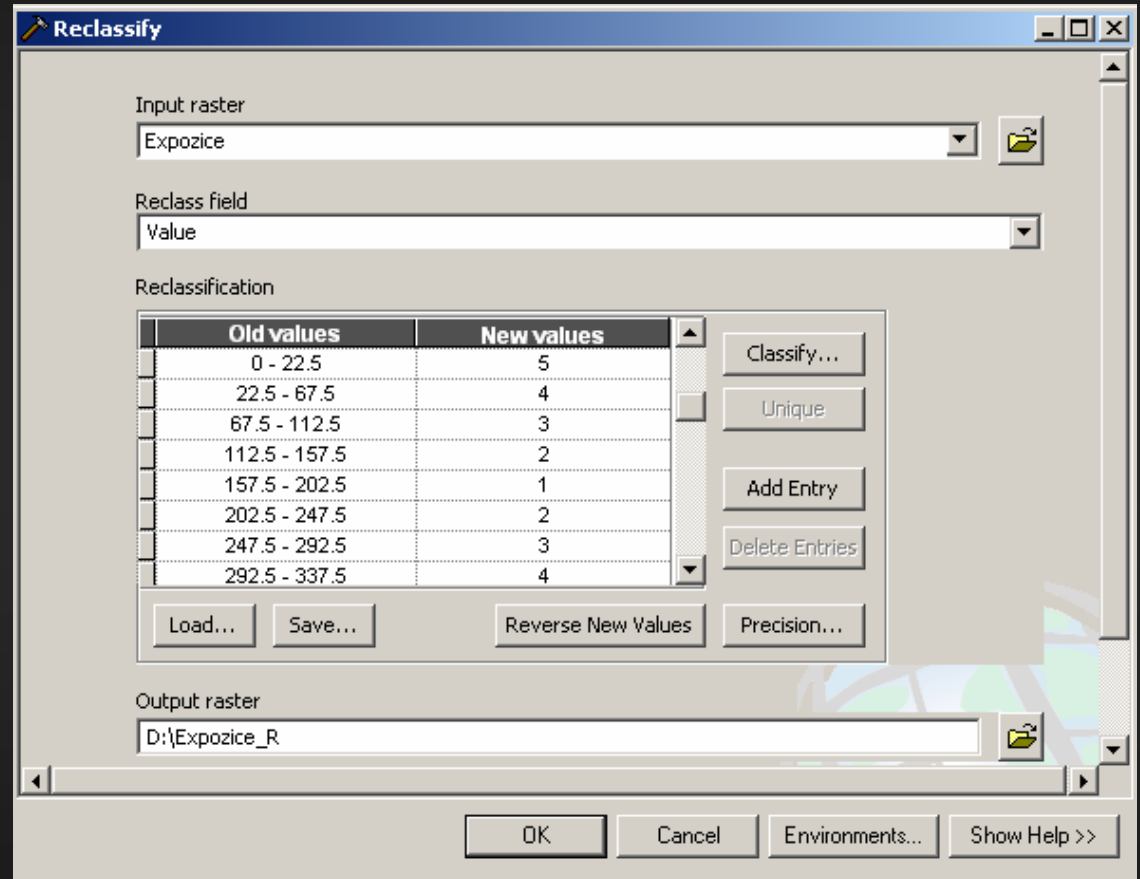 Reclassify
Input raster
Expozice
Reclass field
Value
Reclassification
Old values New values
0 - 22.5 5
22.5 - 67.5 4
67.5 - 112.5 3
112.5 - 157.5 2
157.5 - 202.5 1
202.5 - 247.5 2
247.5 - 292.5 3
292.5 - 337.5 4
Classify...
Unique
Add Entry
Delete Entries
Load... Save... Reverse New Values Precision...
Output raster
D:\Expozice_R
OK Cancel Environments... Show Help >>